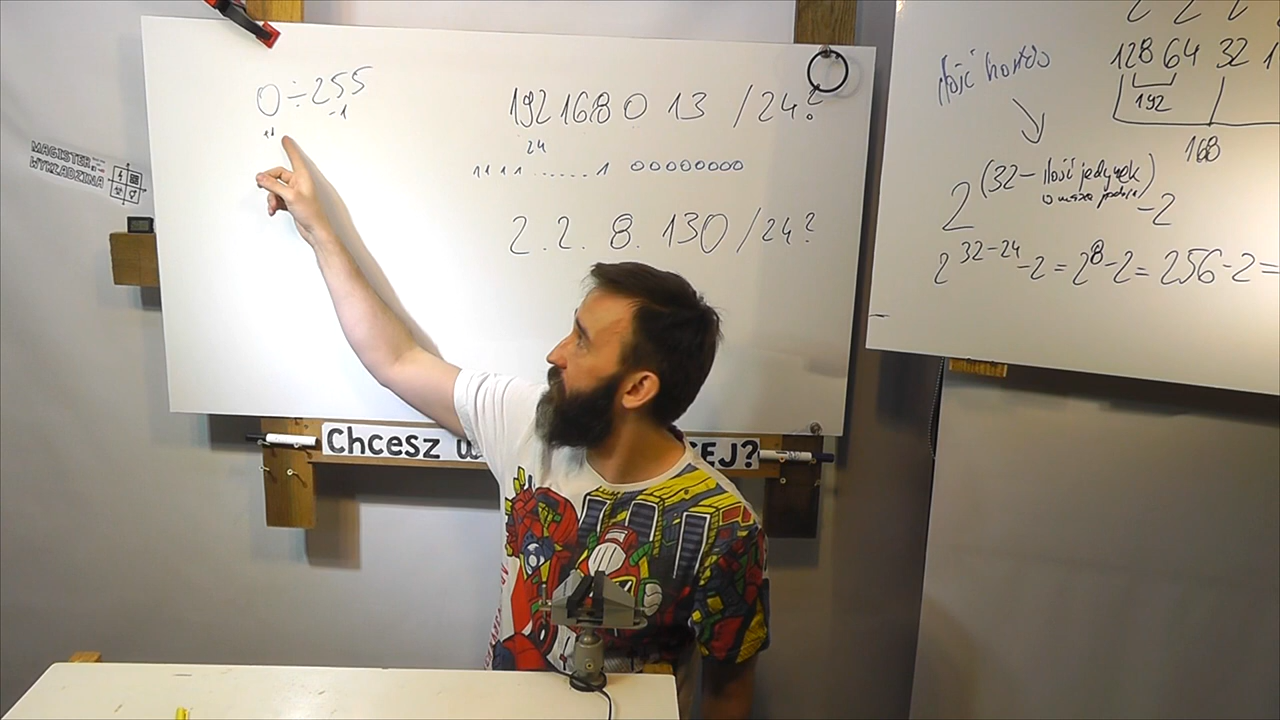 0 ÷ 255
-1
192 168 0 13 /24?
24
1 1 1 1 ...... 1 00000000
2.2.8.130/24?
MAGISTER
WYKŁADZINA
Chcesz
EJ?
128 64 32 1
192
168
ilość hostów
2^(32 - ilość jedynek w masce) -2
2^32-24 -2 = 2^8 -2 = 256-2 =